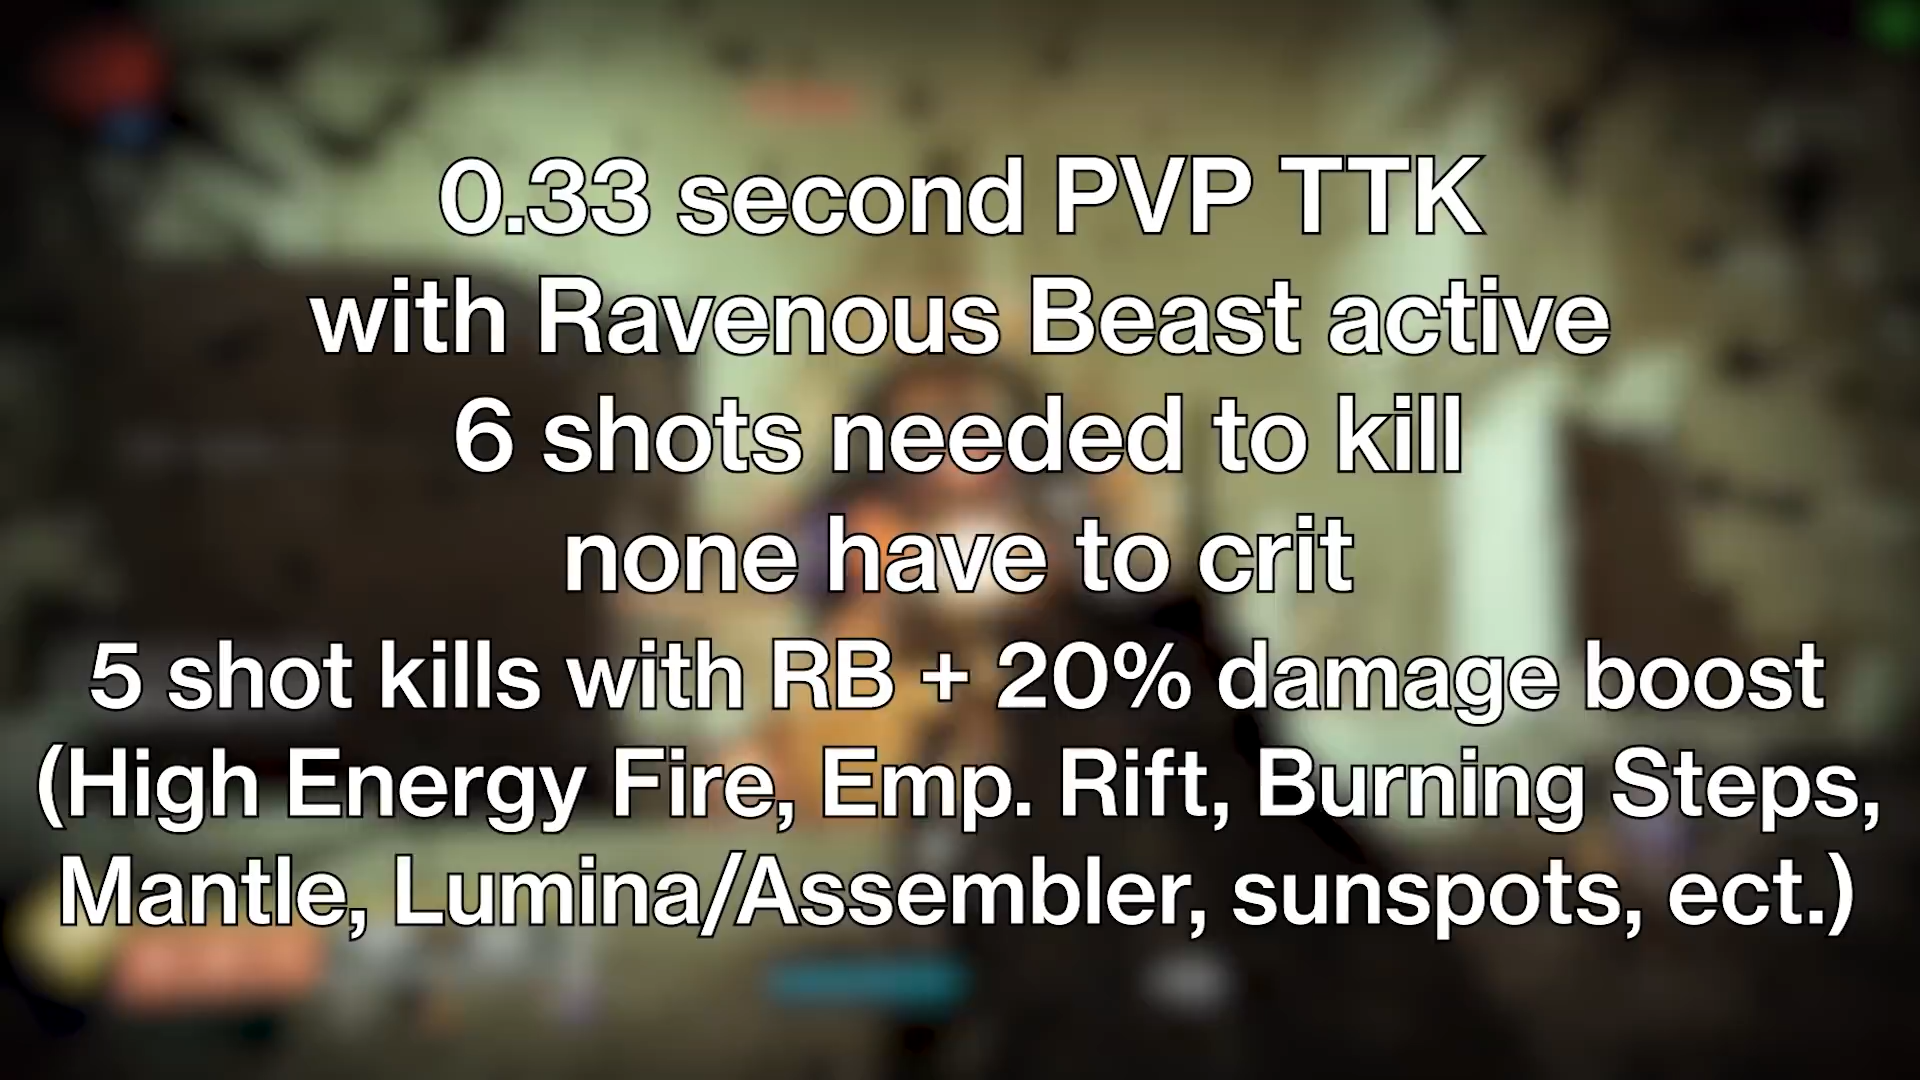 0.33 second PVP TTK
with Ravenous Beast active
6 shots needed to kill
none have to crit
5 shot kills with RB + 20% damage boost
(High Energy Fire, Emp. Rift, Burning Steps,
Mantle, Lumina/Assembler, sunspots, ect.)